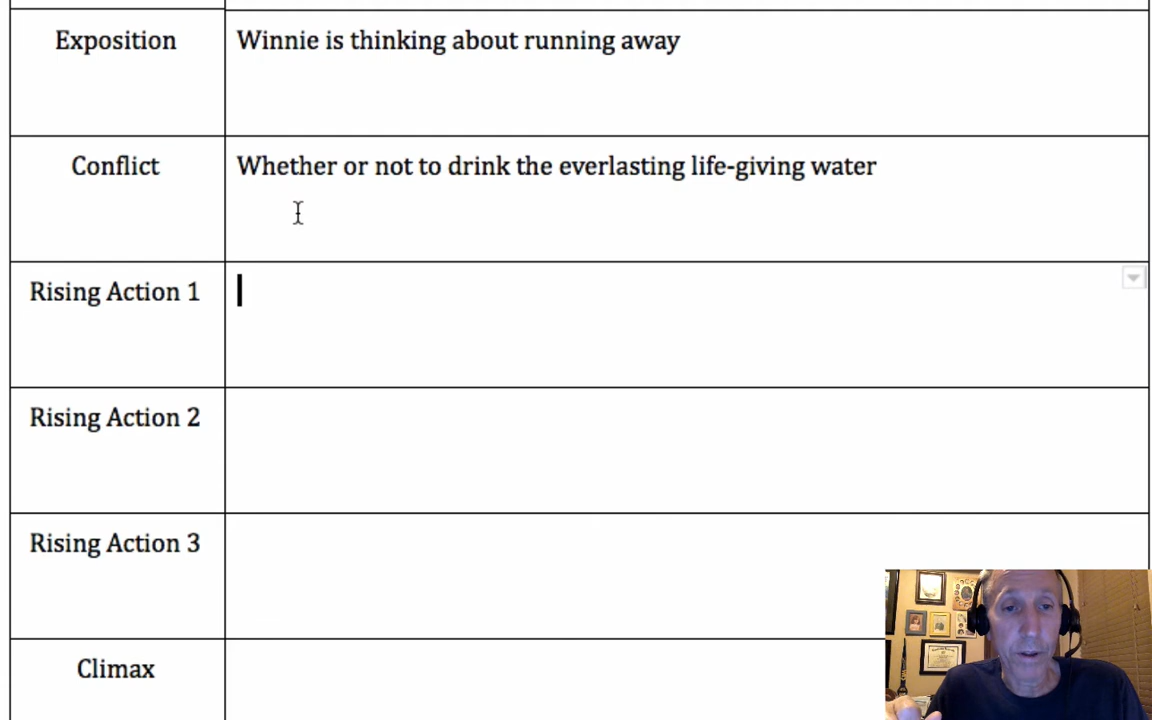 Exposition
Winnie is thinking about running away
Conflict
Whether or not to drink the everlasting life-giving water
Rising Action 1
Rising Action 2
Rising Action 3
Climax